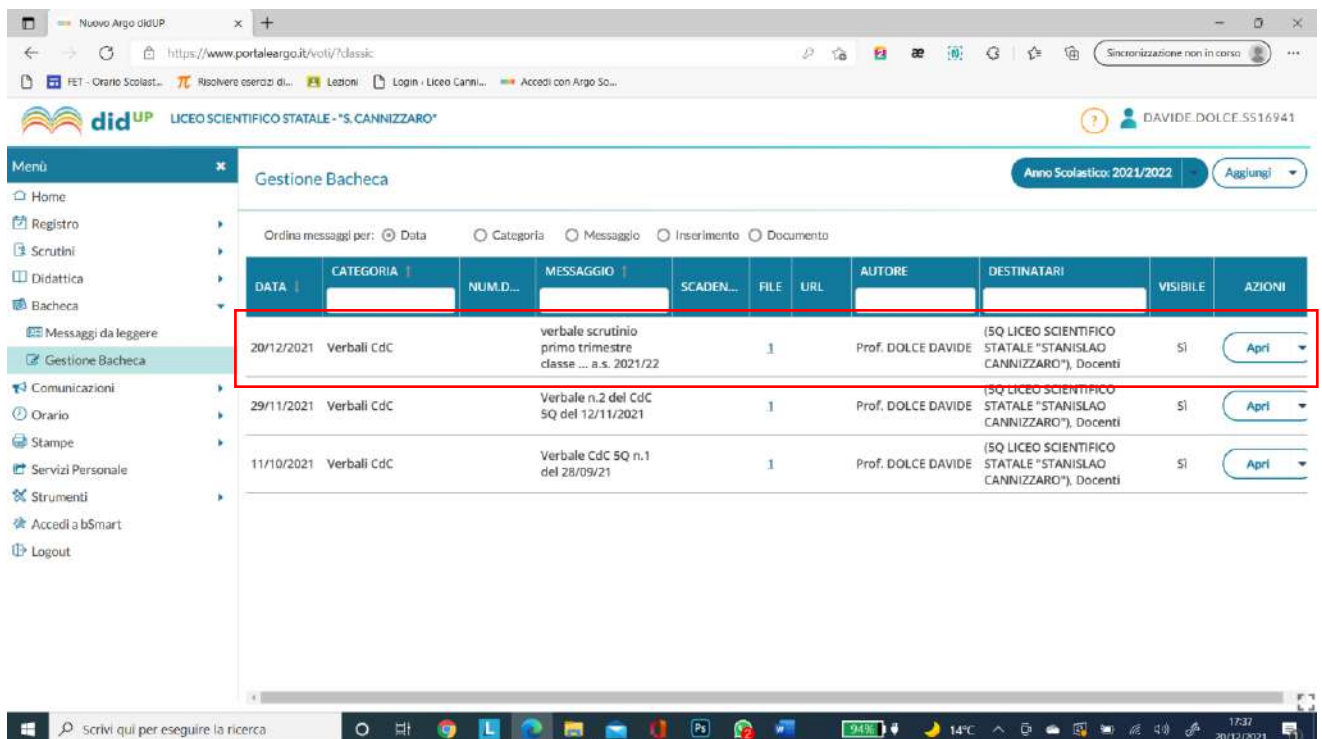 Nuovo Argo didUP
https://www.portaleargo.it/voti/?classic
Sincronizzazione non in corso
FET - Orario Scolast...
Risolvere esercizi di...
Lezioni
Login ‹ Liceo Canni...
Accedi con Argo So...
didUP LICEO SCIENTIFICO STATALE - "S. CANNIZZARO"
DAVIDE.DOLCE.SS16941
Menù
Home
Registro
Scrutini
Didattica
Bacheca
Messaggi da leggere
Gestione Bacheca
Comunicazioni
Orario
Stampe
Servizi Personale
Strumenti
Accedi a bSmart
Logout
Gestione Bacheca
Anno Scolastico: 2021/2022
Aggiungi
Ordina messaggi per: Data Categoria Messaggio Inserimento Documento
DATA CATEGORIA NUM.D... MESSAGGIO SCADEN... FILE URL AUTORE DESTINATARI VISIBILE AZIONI
20/12/2021 Verbali CdC verbale scrutinio primo trimestre classe ... a.s. 2021/22 1 Prof. DOLCE DAVIDE (5Q LICEO SCIENTIFICO STATALE "STANISLAO CANNIZZARO"), Docenti Sì Apri
29/11/2021 Verbali CdC Verbale n.2 del CdC 5Q del 12/11/2021 1 Prof. DOLCE DAVIDE (5Q LICEO SCIENTIFICO STATALE "STANISLAO CANNIZZARO"), Docenti Sì Apri
11/10/2021 Verbali CdC Verbale CdC 5Q n.1 del 28/09/21 1 Prof. DOLCE DAVIDE (5Q LICEO SCIENTIFICO STATALE "STANISLAO CANNIZZARO"), Docenti Sì Apri
Scrivi qui per eseguire la ricerca
94%
14°C
17:37
20/12/2021